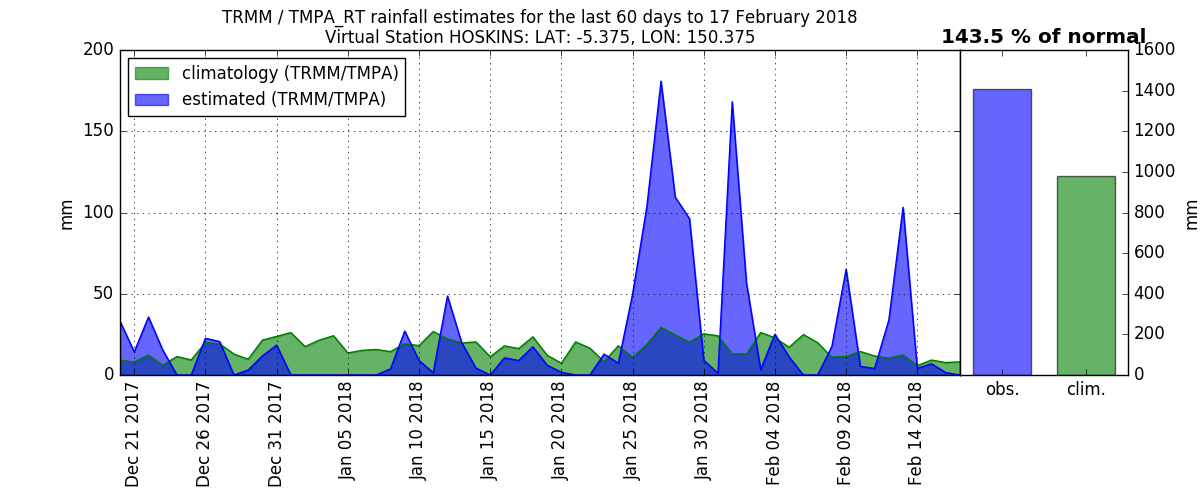 TRMM / TMPA_RT rainfall estimates for the last 60 days to 17 February 2018
Virtual Station HOSKINS: LAT: -5.375, LON: 150.375
143.5 % of normal
climatology (TRMM/TMPA)
estimated (TRMM/TMPA)
200
150
100
50
0
mm
Dec 21 2017
Dec 26 2017
Dec 31 2017
Jan 05 2018
Jan 10 2018
Jan 15 2018
Jan 20 2018
Jan 25 2018
Jan 30 2018
Feb 04 2018
Feb 09 2018
Feb 14 2018
1600
1400
1200
1000
800
600
400
200
0
mm
obs.
clim.